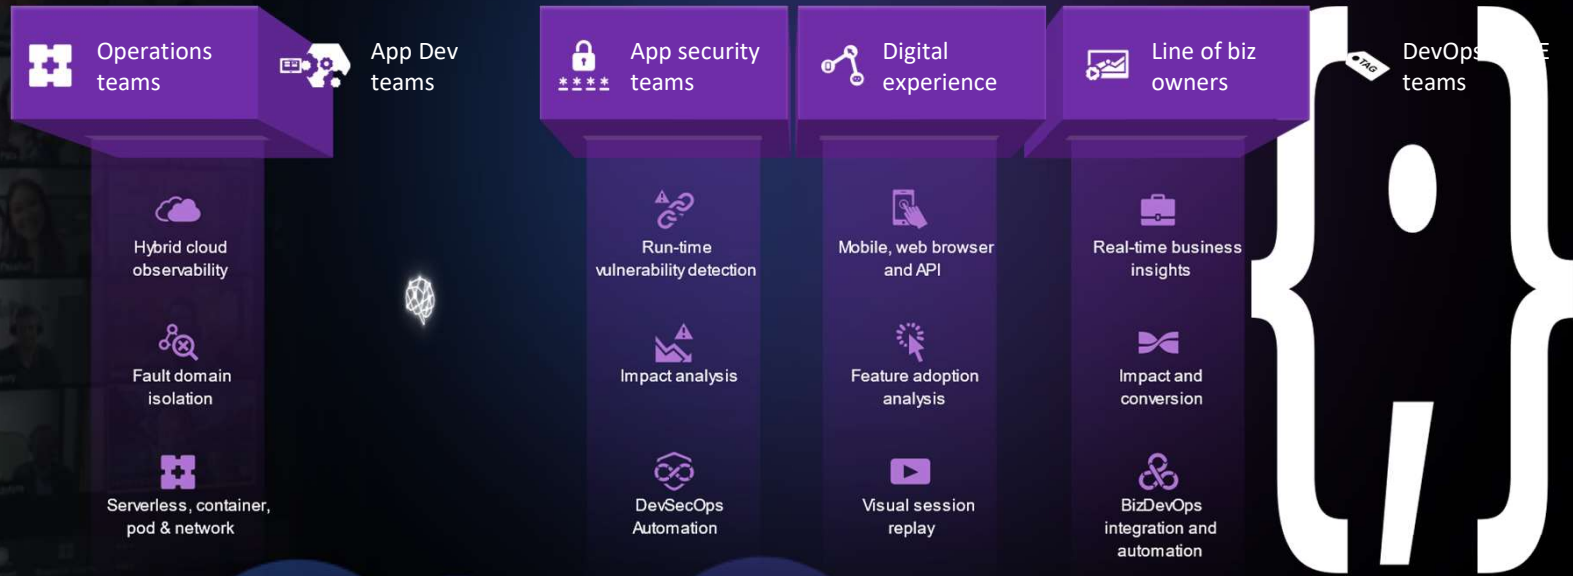 Operations
teams
App Dev
teams
App security
teams
Digital
experience
Line of biz
owners
TAG
DevOps
teams
Hybrid cloud
observability
Fault domain
isolation
Serverless, container,
pod & network
Run-time
vulnerability detection
Impact analysis
DevSecOps
Automation
Mobile, web browser
and API
Feature adoption
analysis
Visual session
replay
Real-time business
insights
Impact and
conversion
BizDevOps
integration and
automation
{;}